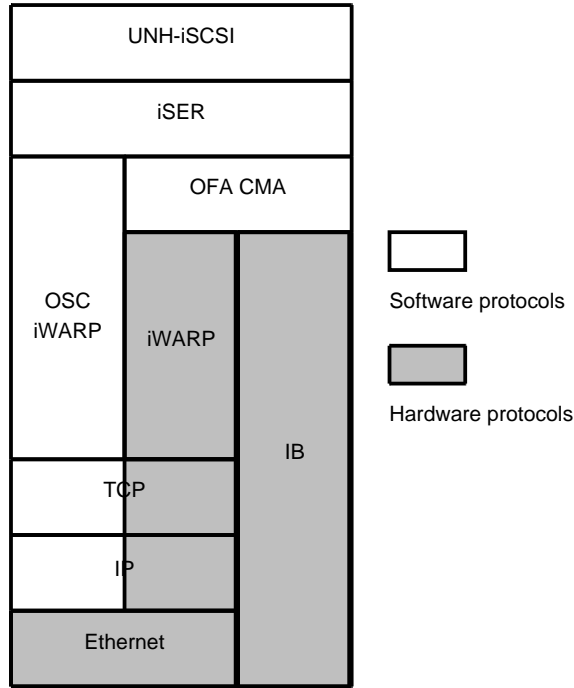 UNH-iSCSI
iSER
OFA CMA
OSC
iWARP
iWARP
IB
TCP
IP
Ethernet
Software protocols
Hardware protocols